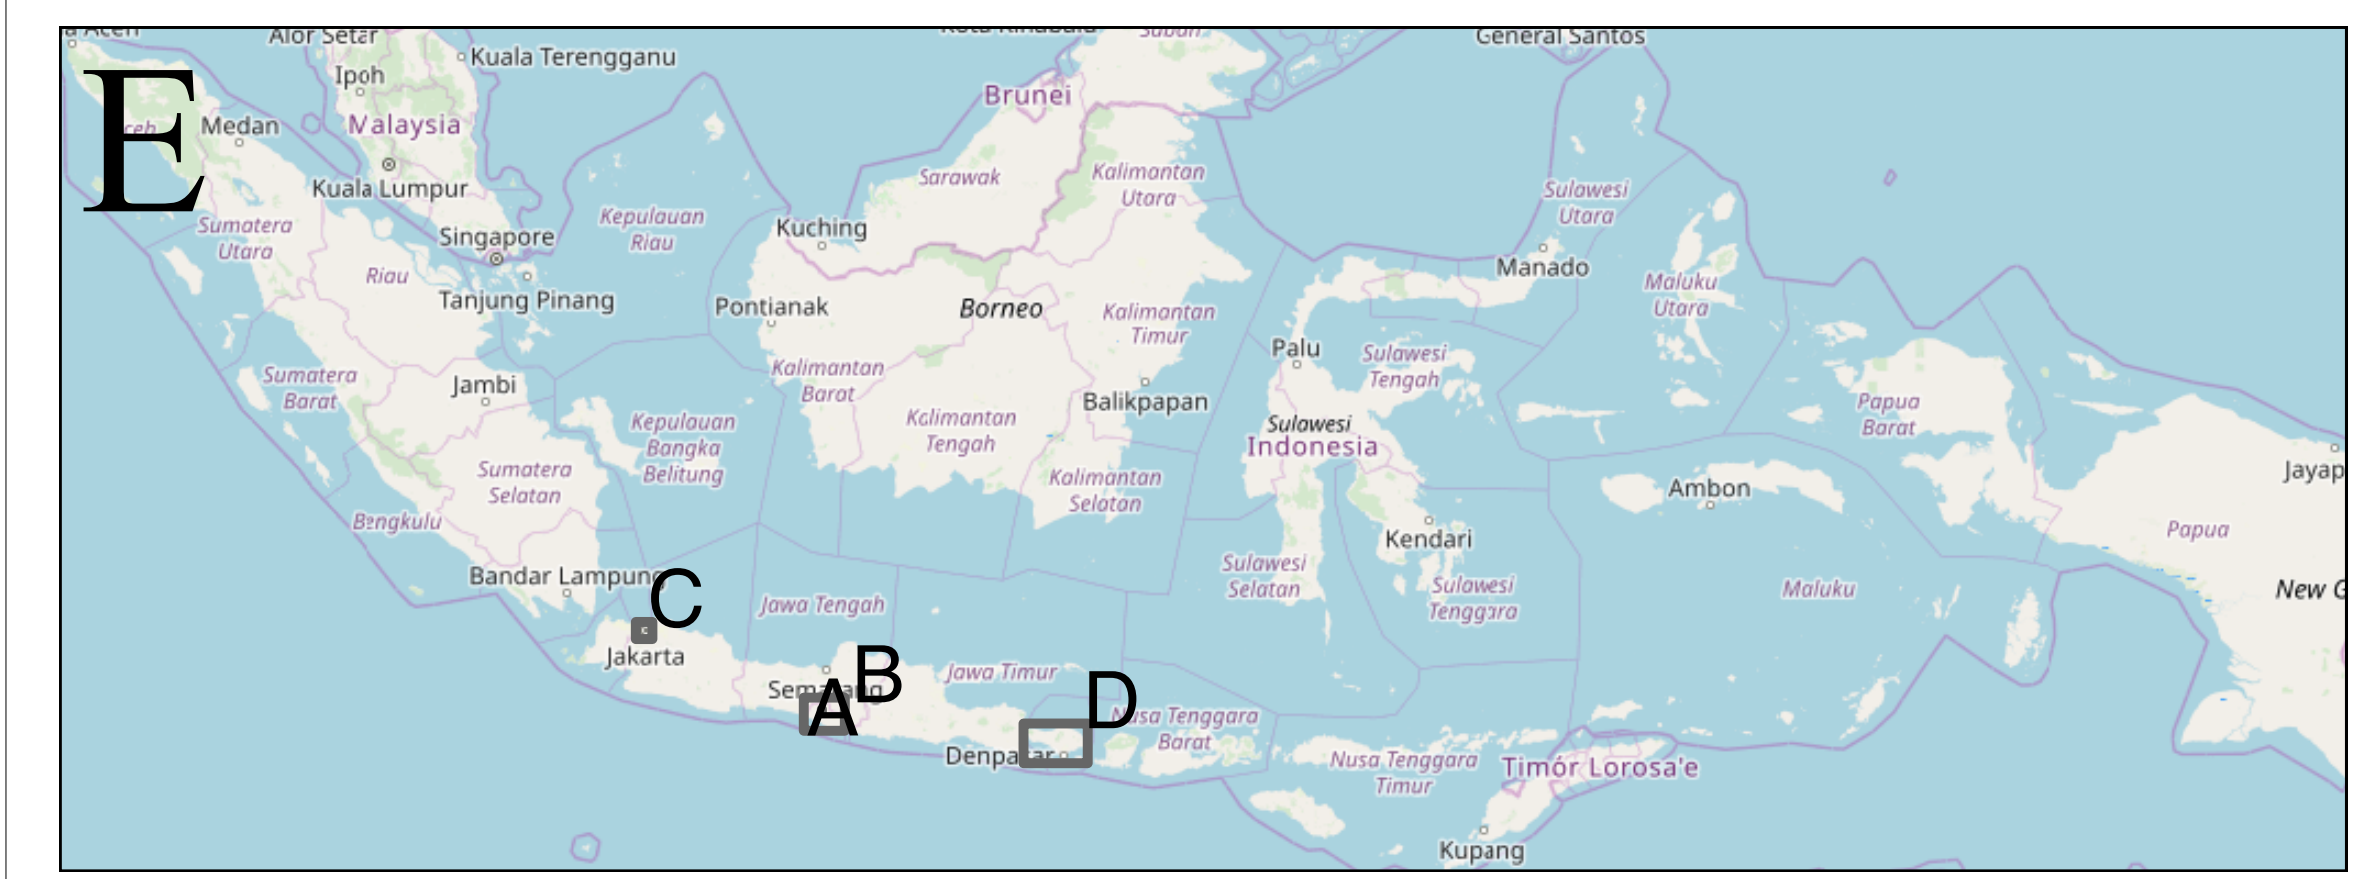 Alor Setar
Kuala Terengganu
General Santos
Ipoh
Brunei
E
Medan
Malaysia
Kuala Lumpur
Sarawak
Kalimantan
Utara
Sulawesi
Utara
Sumatera
Utara
Kepulauan
Riau
Kuching
Singapore
Riau
Manado
Maluku
Utara
Tanjung Pinang
Pontianak
Borneo
Kalimantan
Timur
Palu
Sulawesi
Tengah
Sumatera
Barat
Jambi
Kalimantan
Barat
Balikpapan
Papua
Barat
Kepulauan
Bangka
Belitung
Kalimantan
Tengah
Sulawesi
Indonesia
Sumatera
Selatan
Kalimantan
Selatan
Ambon
Jayap
Bengkulu
Kendari
Papua
Bandar Lampung
C
Jawa Tengah
Sulawesi
Selatan
Sulawesi
Tenggara
Maluku
New G
Jakarta
Semarang
A
B
Jawa Timur
D
Nusa Tenggara
Barat
Denpasar
Nusa Tenggara
Timur
Timór Lorosa'e
Kupang